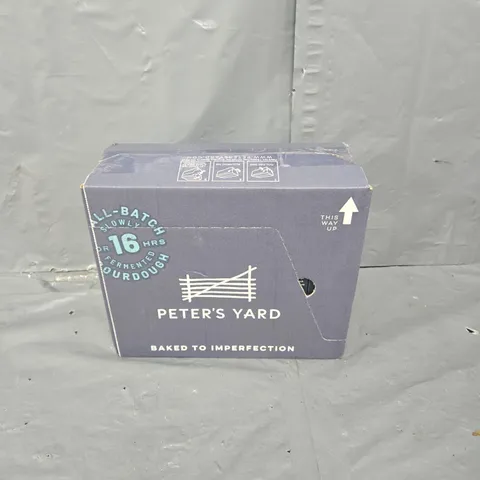 THIS
WAY
UP
ALL-BATCH
SLOWLY
16 HRS
FERMENTED
SOURDOUGH
PETER'S YARD
BAKED TO IMPERFECTION